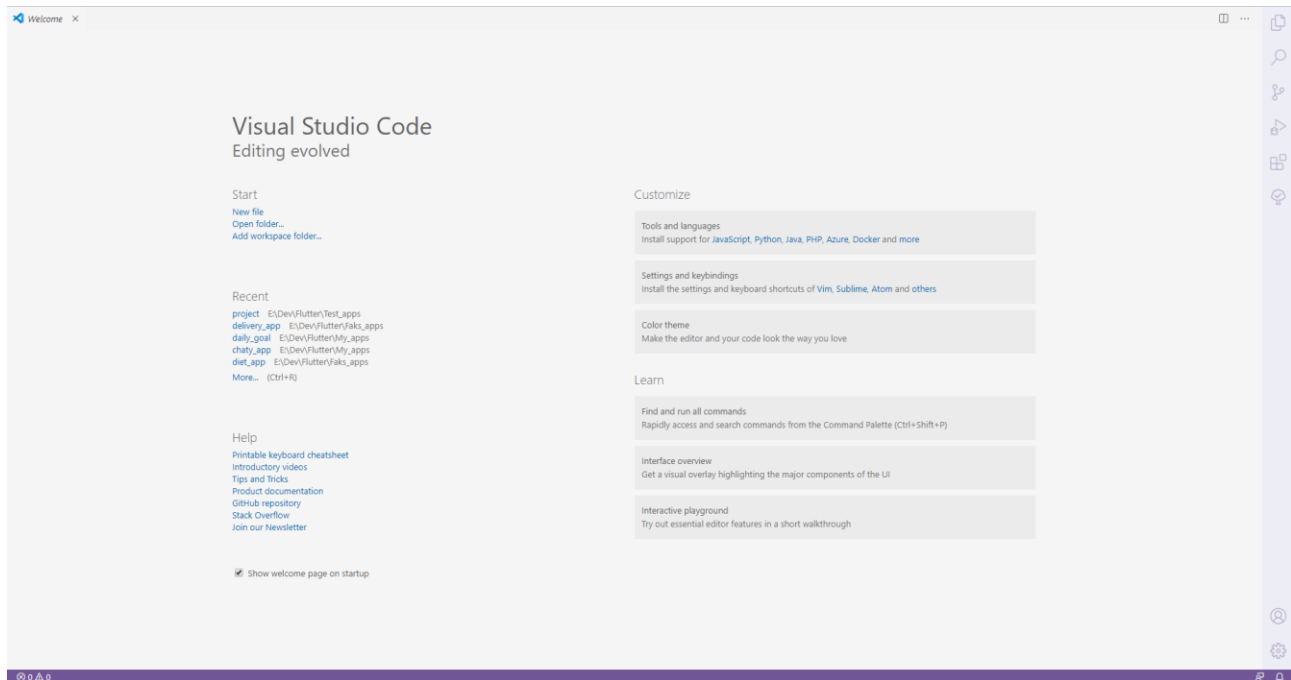 Welcome
Visual Studio Code
Editing evolved
Start
New file
Open folder...
Add workspace folder...
Recent
project E:\Dev\Flutter\Test_apps
delivery_app E:\Dev\Flutter\Faks_apps
daily_goal E:\Dev\Flutter\My_apps
chaty_app E:\Dev\Flutter\My_apps
diet_app E:\Dev\Flutter\Faks_apps
More... (Ctrl+R)
Help
Printable keyboard cheatsheet
Introductory videos
Tips and Tricks
Product documentation
GitHub repository
Stack Overflow
Join our Newsletter
Show welcome page on startup
Customize
Tools and languages
Install support for JavaScript, Python, Java, PHP, Azure, Docker and more
Settings and keybindings
Install the settings and keyboard shortcuts of Vim, Sublime, Atom and others
Color theme
Make the editor and your code look the way you love
Learn
Find and run all commands
Rapidly access and search commands from the Command Palette (Ctrl+Shift+P)
Interface overview
Get a visual overlay highlighting the major components of the UI
Interactive playground
Try out essential editor features in a short walkthrough
0 0